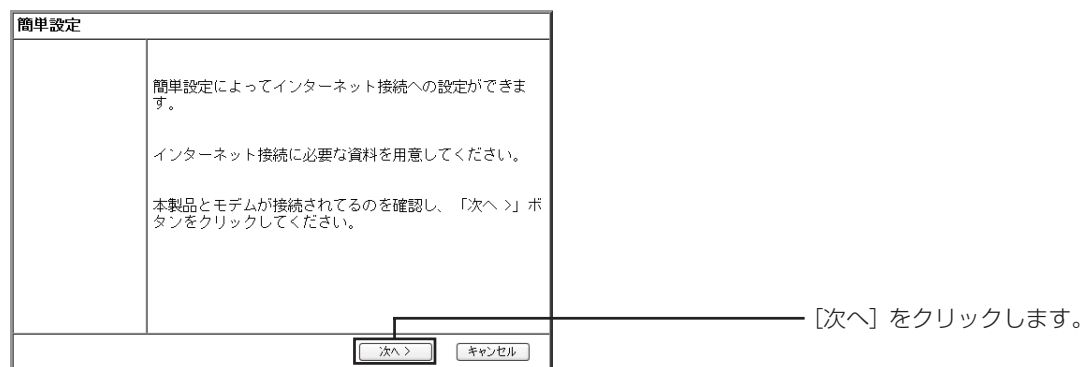 簡単設定
簡単設定によってインターネット接続への設定ができま
す。
インターネット接続に必要な資料を用意してください。
本製品とモデムが接続されてるのを確認し、「次へ >」ボ
タンをクリックしてください。
[次へ] をクリックします。
次へ >
キャンセル